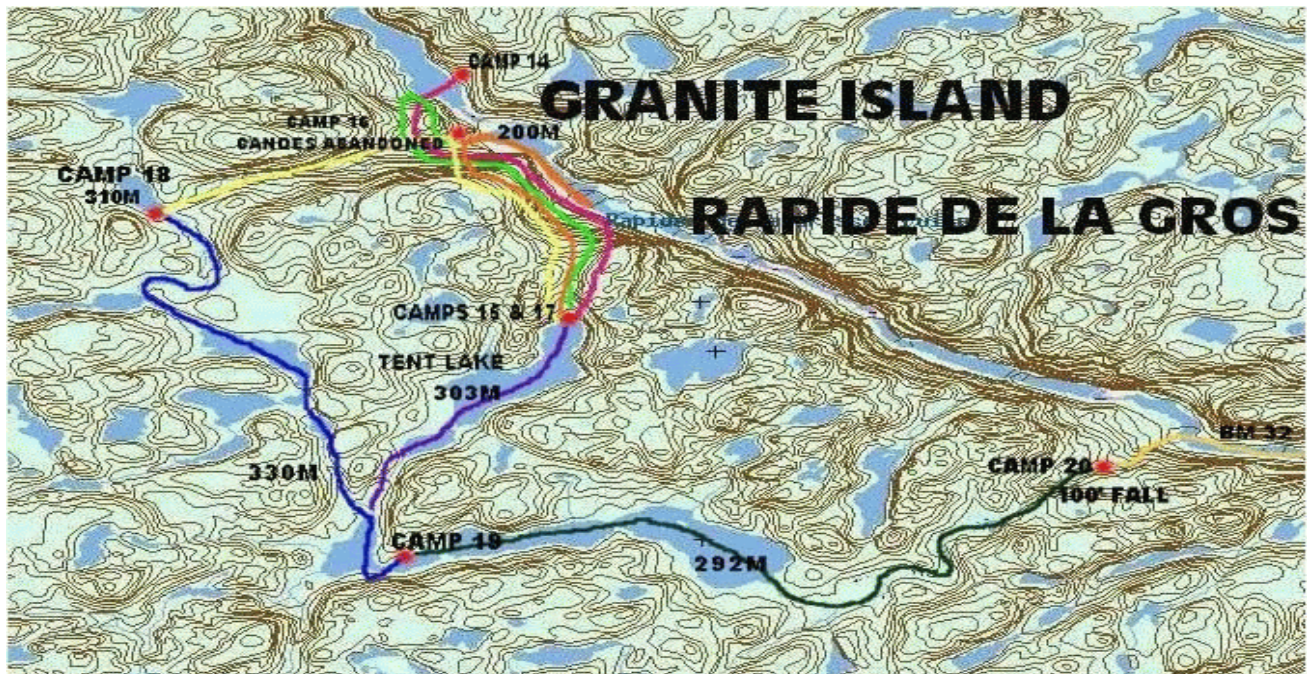 CAMP 14
GRANITE ISLAND
CAMP 16
200M
CANOES ABANDONED
CAMP 18
310M
RAPIDE DE LA GROS
CAMPS 15 & 17
TENT LAKE
303M
BM 32
330M
CAMP 20
100' FALL
CAMP 19
292M